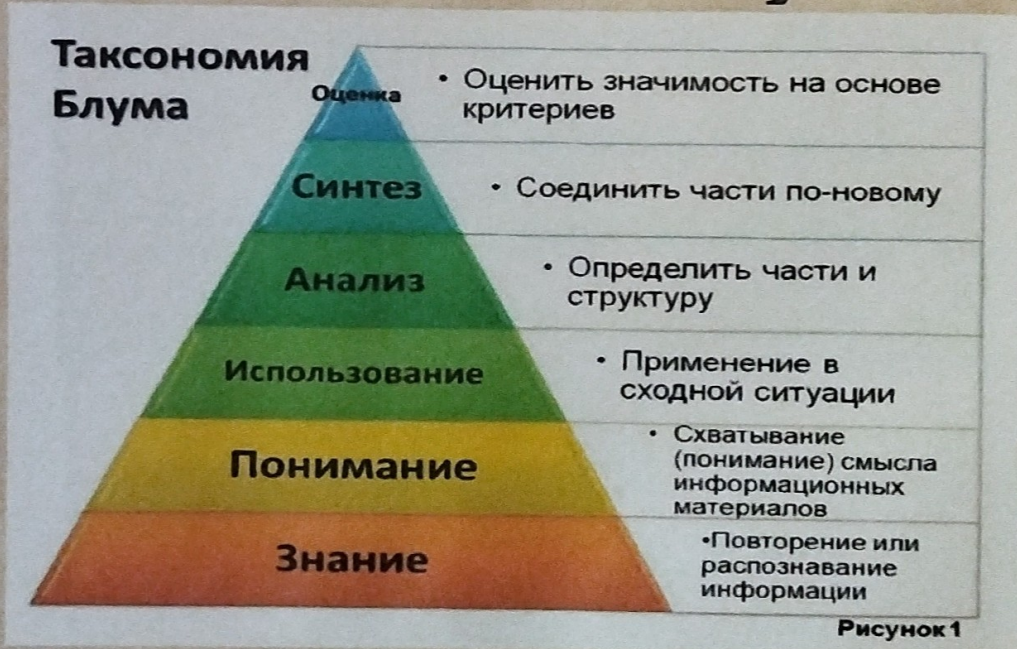 Таксономия
Блума
Оценка
• Оценить значимость на основе
критериев
Синтез
• Соединить части по-новому
Анализ
• Определить части и
структуру
Использование
• Применение в
сходной ситуации
Понимание
• Схватывание
(понимание) смысла
информационных
материалов
Знание
•Повторение или
распознавание
информации
Рисунок 1